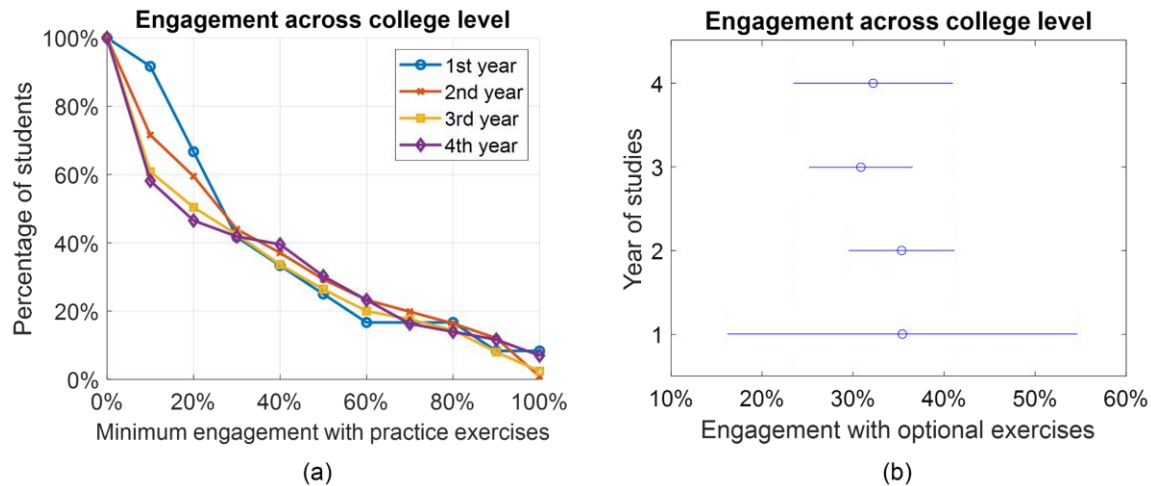 Engagement across college level
100%
80%
60%
40%
20%
0%
Percentage of students
1st year
2nd year
3rd year
4th year
0%
20%
40%
60%
80%
100%
Minimum engagement with practice exercises
(a)
Engagement across college level
4
3
2
1
Year of studies
10%
20%
30%
40%
50%
60%
Engagement with optional exercises
(b)